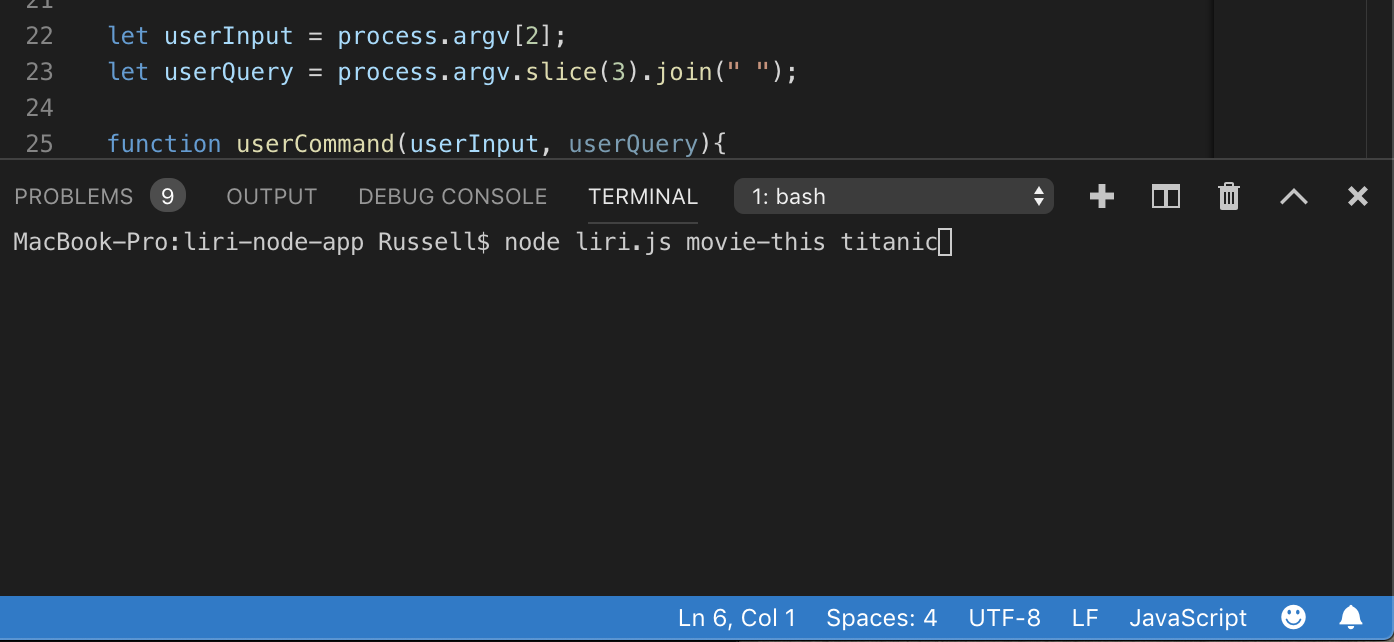 21
22 let userInput = process.argv[2];
23 let userQuery = process.argv.slice(3).join(" ");
24
25 function userCommand(userInput, userQuery){
PROBLEMS 9 OUTPUT DEBUG CONSOLE TERMINAL 1: bash
MacBook-Pro:liri-node-app Russell$ node liri.js movie-this titanic
Ln 6, Col 1 Spaces: 4 UTF-8 LF JavaScript